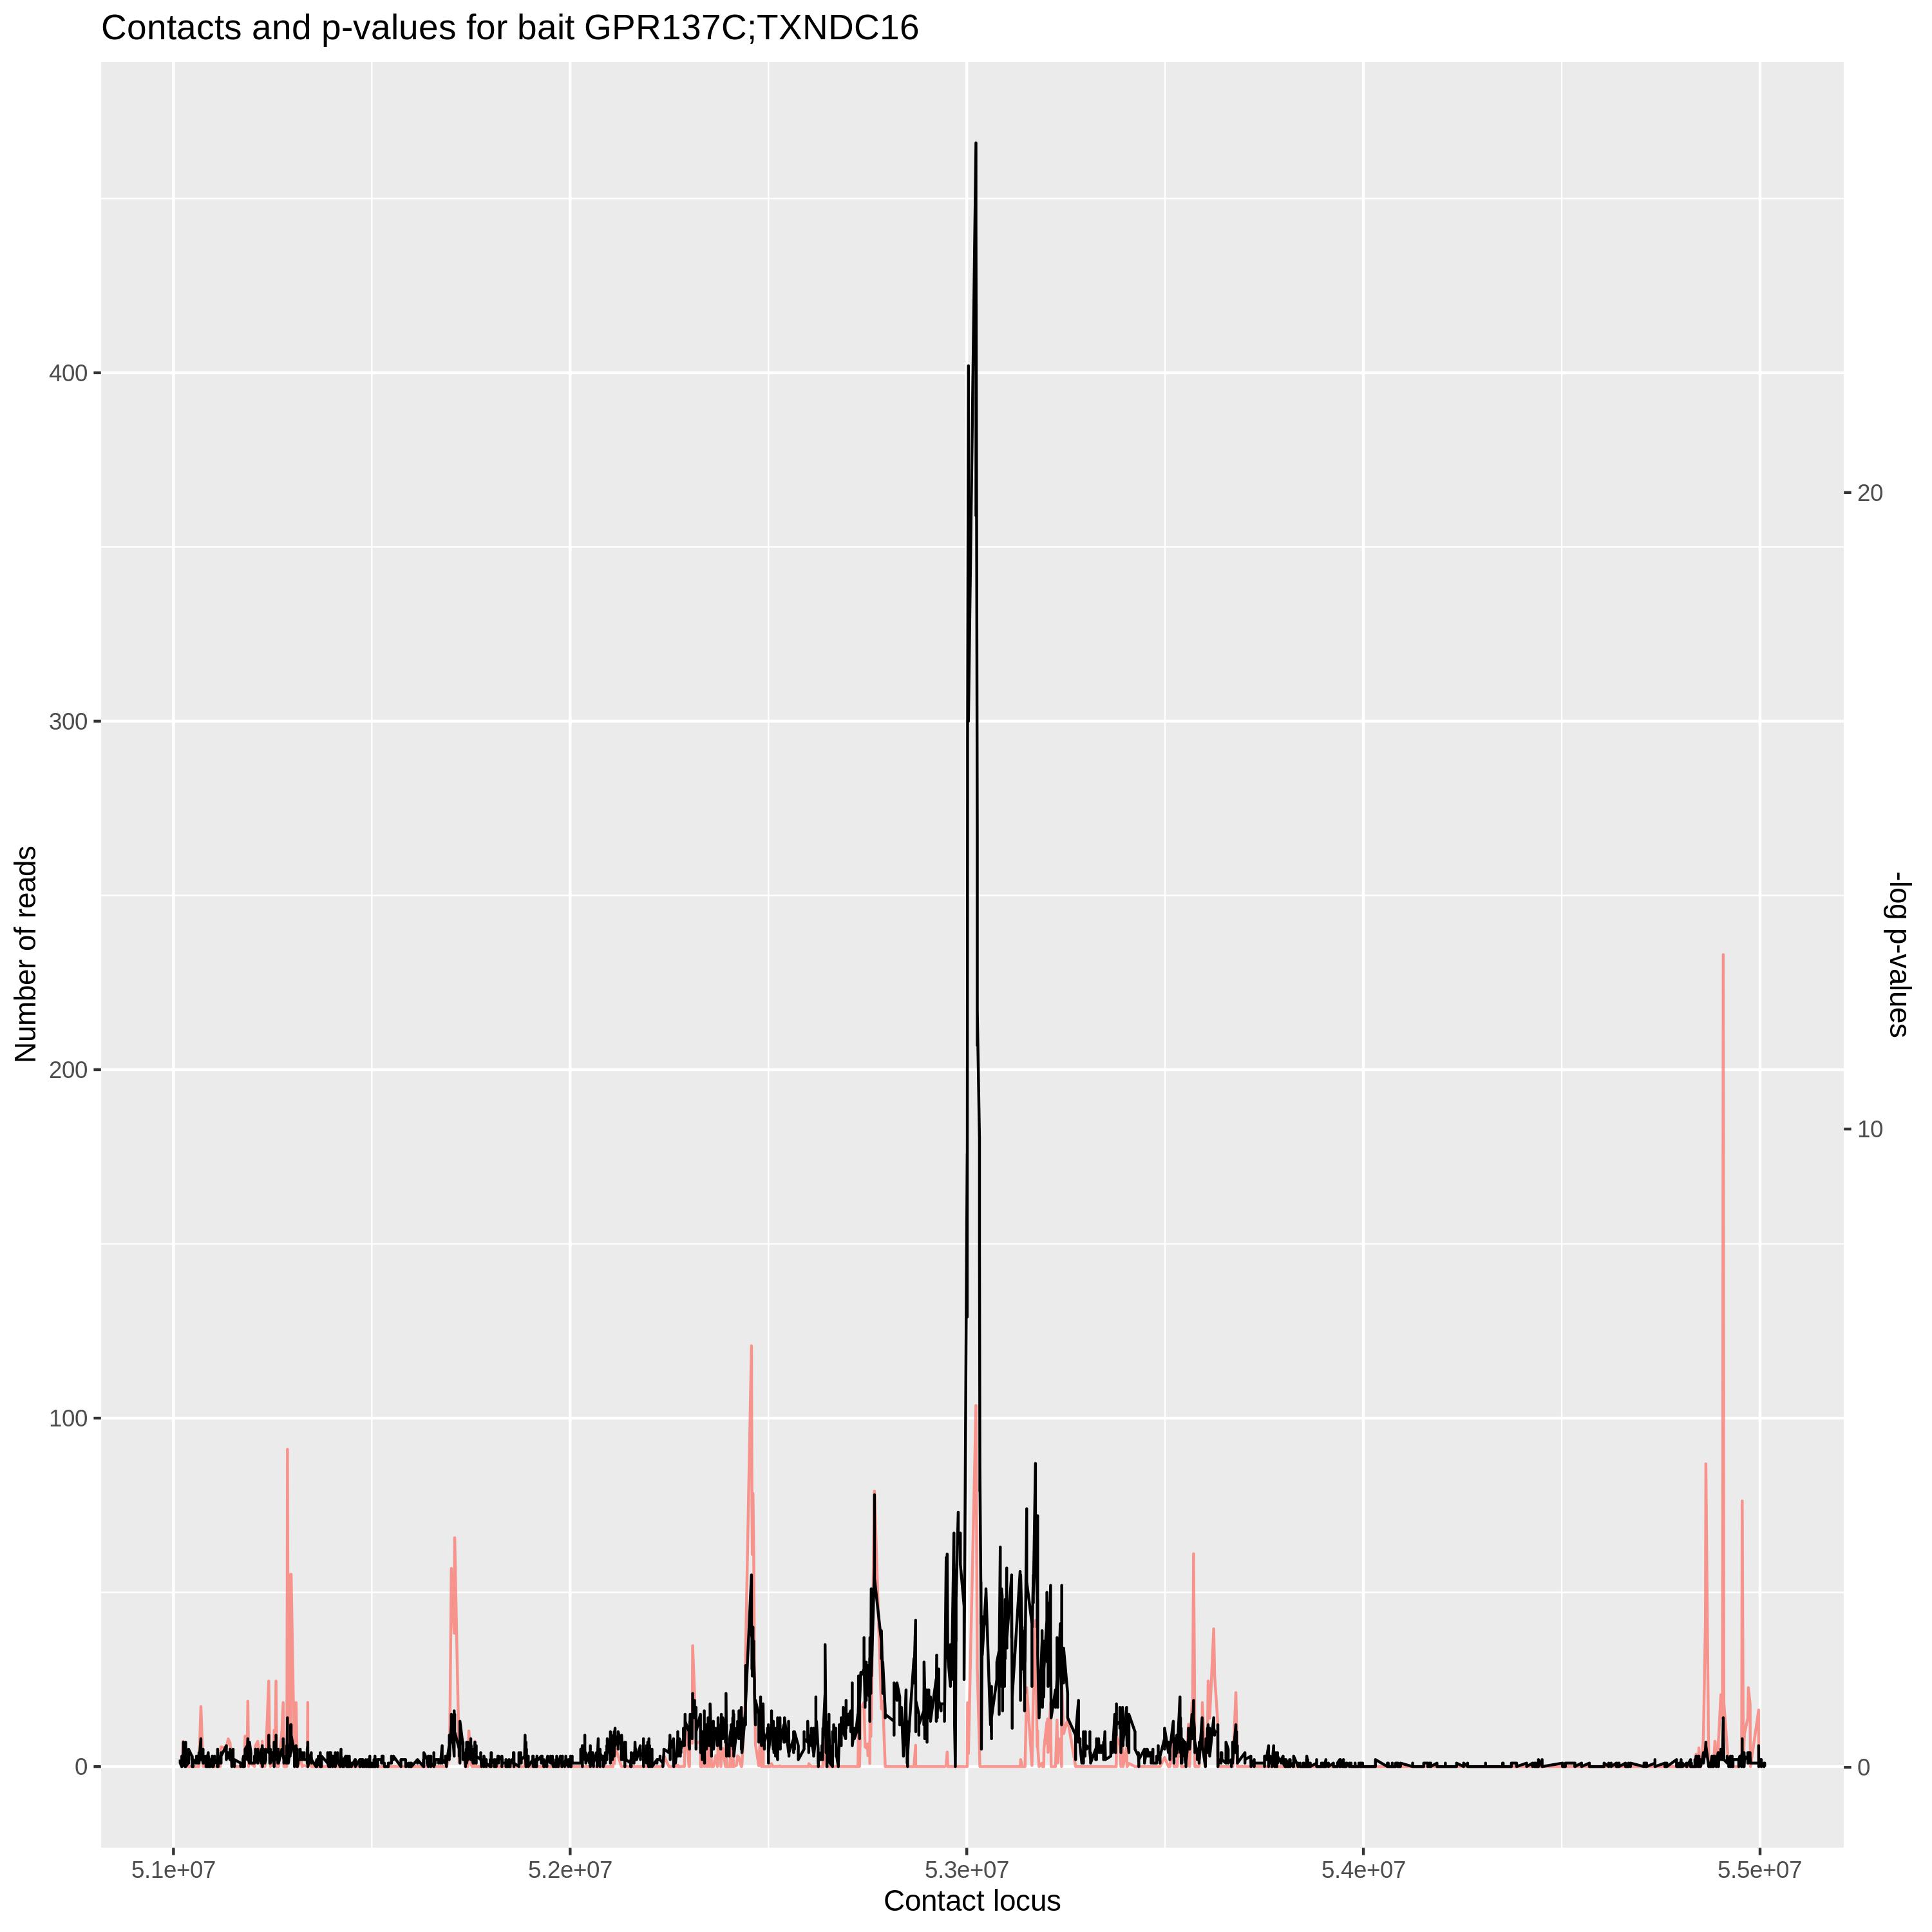 Contacts and p-values for bait GPR137C;TXNDC16
Number of reads
400
300
200
100
0
20
10
0
-log p-values
5.1e+07
5.2e+07
5.3e+07
5.4e+07
5.5e+07
Contact locus